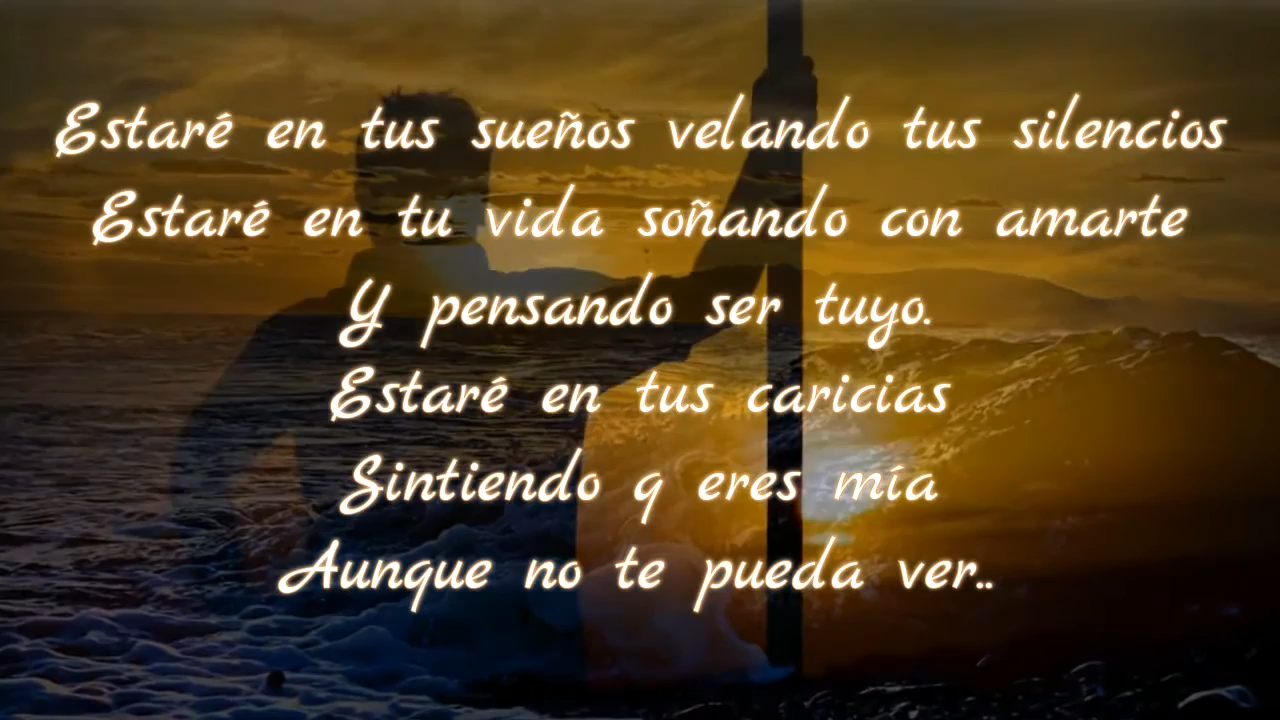 Estaré en tus sueños velando tus silencios
Estaré en tu vida soñando con amarte
Y pensando ser tuyo.
Estaré en tus caricias
Sintiendo q eres mía
Aunque no te pueda ver..